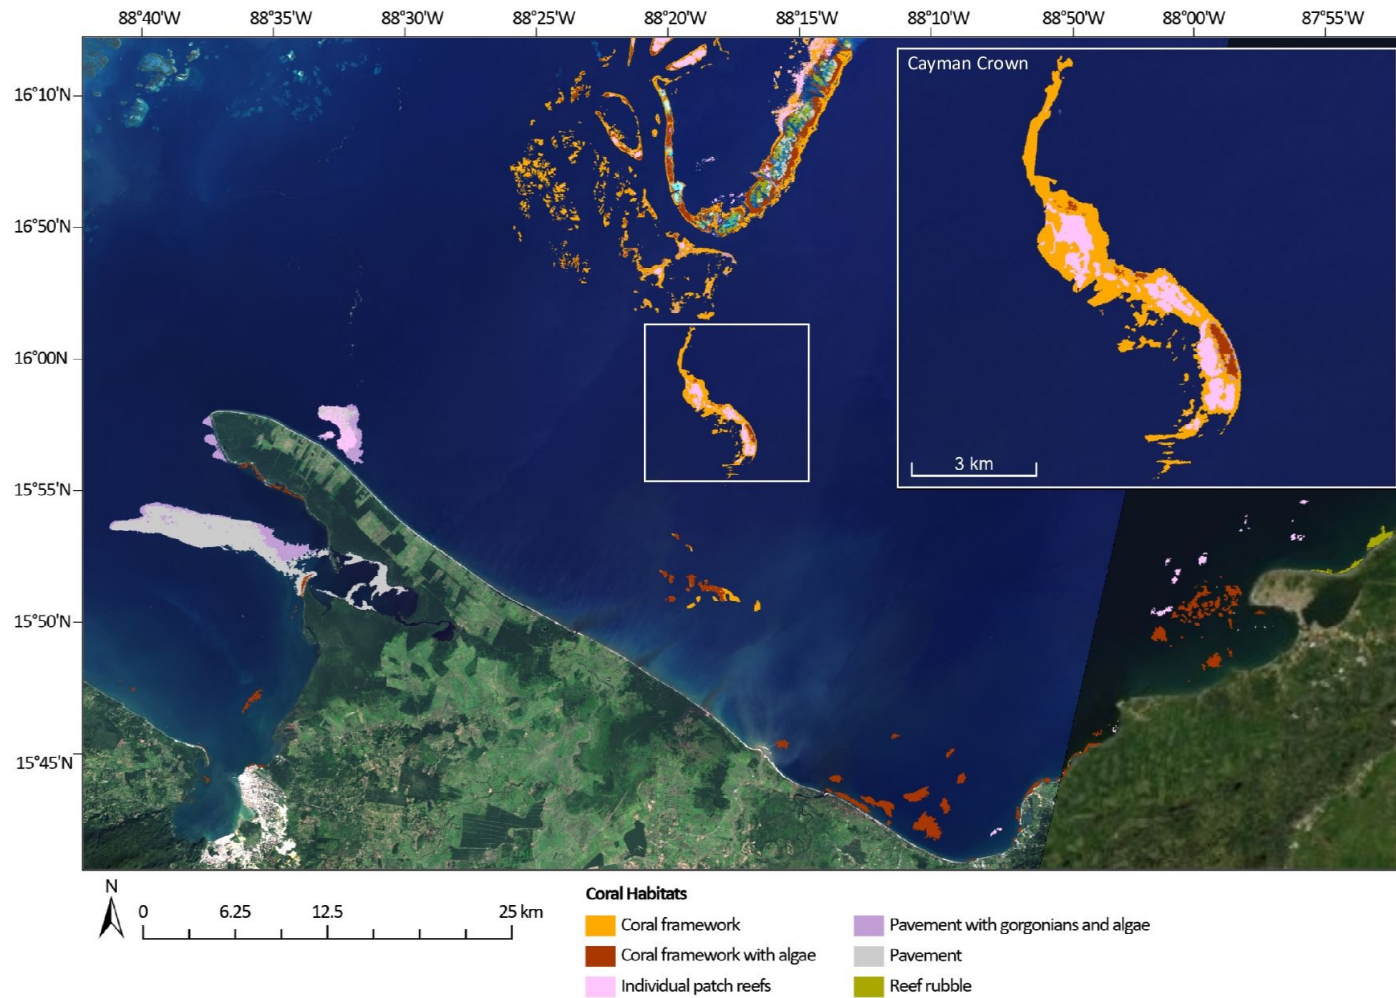 88°40'W 88°35'W 88°30'W 88°25'W 88°20'W 88°15'W 88°10'W 88°50'W 88°00'W 87°55'W
Cayman Crown
16°10'N
16°50'N
16°00'N
3 km
15°55'N
15°50'N
15°45'N
N
0 6.25 12.5 25 km
Coral Habitats
Coral framework
Coral framework with algae
Individual patch reefs
Pavement with gorgonians and algae
Pavement
Reef rubble